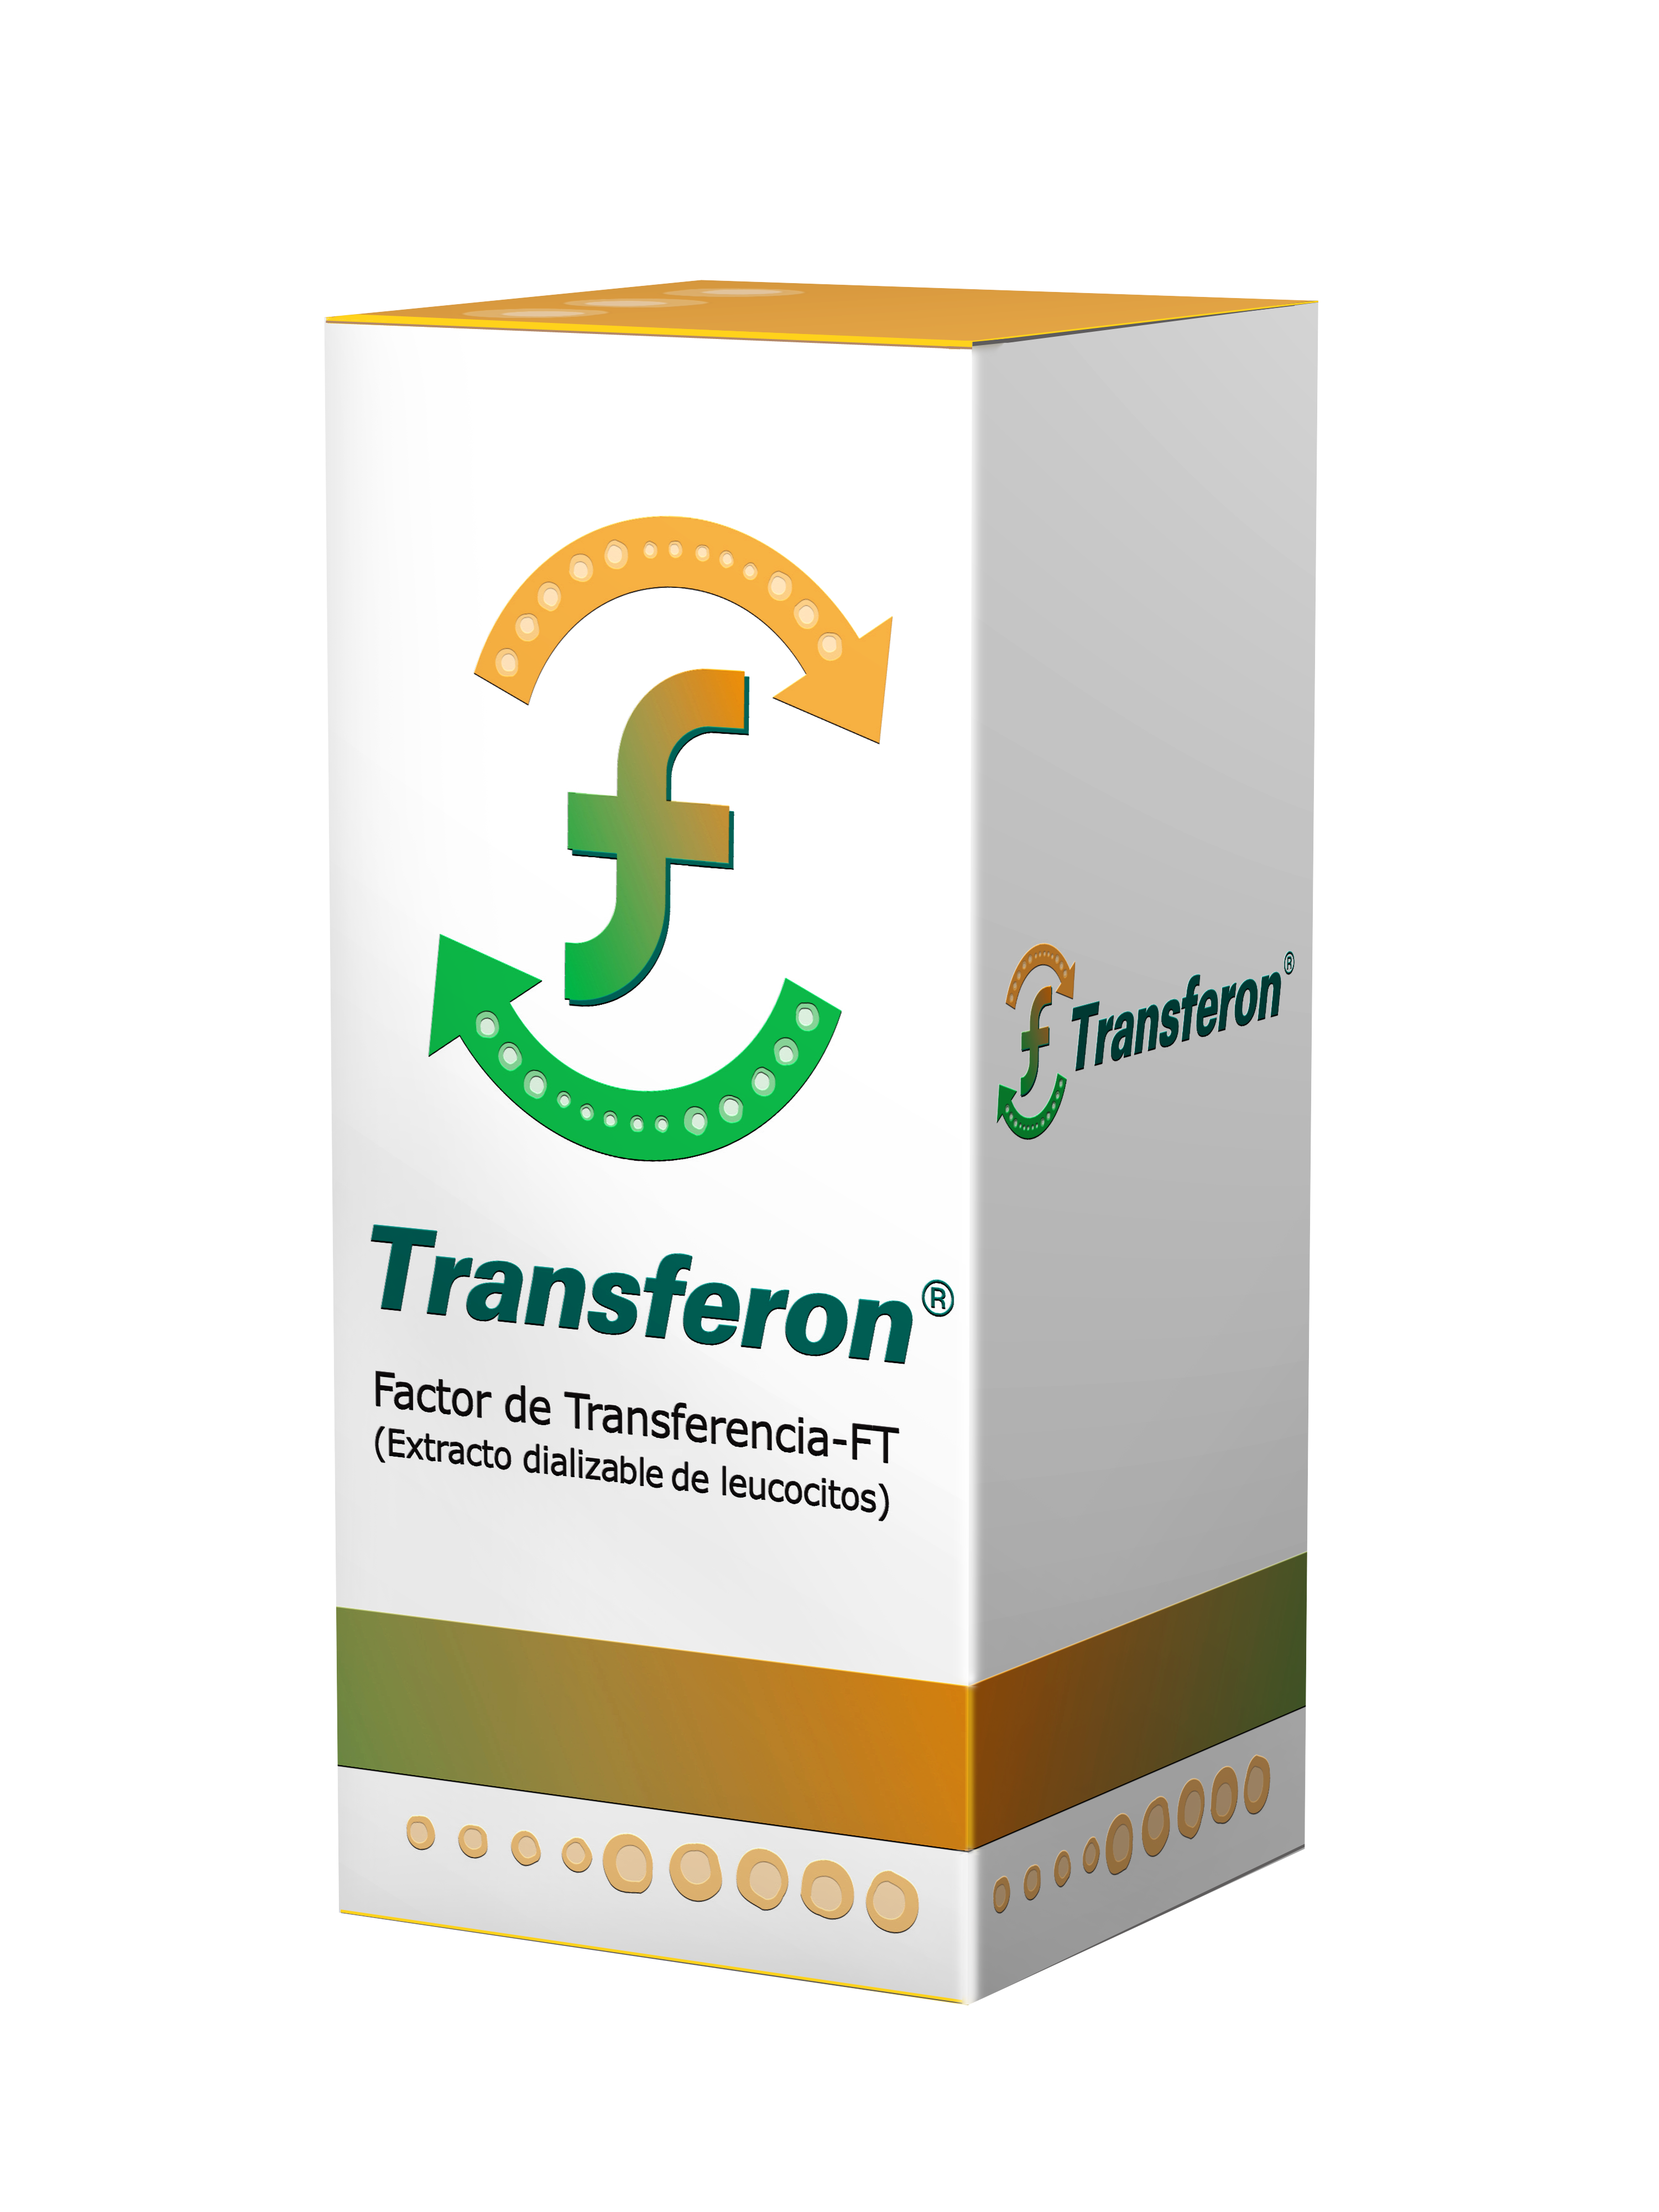 f
Transferon®
Factor de Transferencia-FT
(Extracto dializable de leucocitos)
f
Transferon®